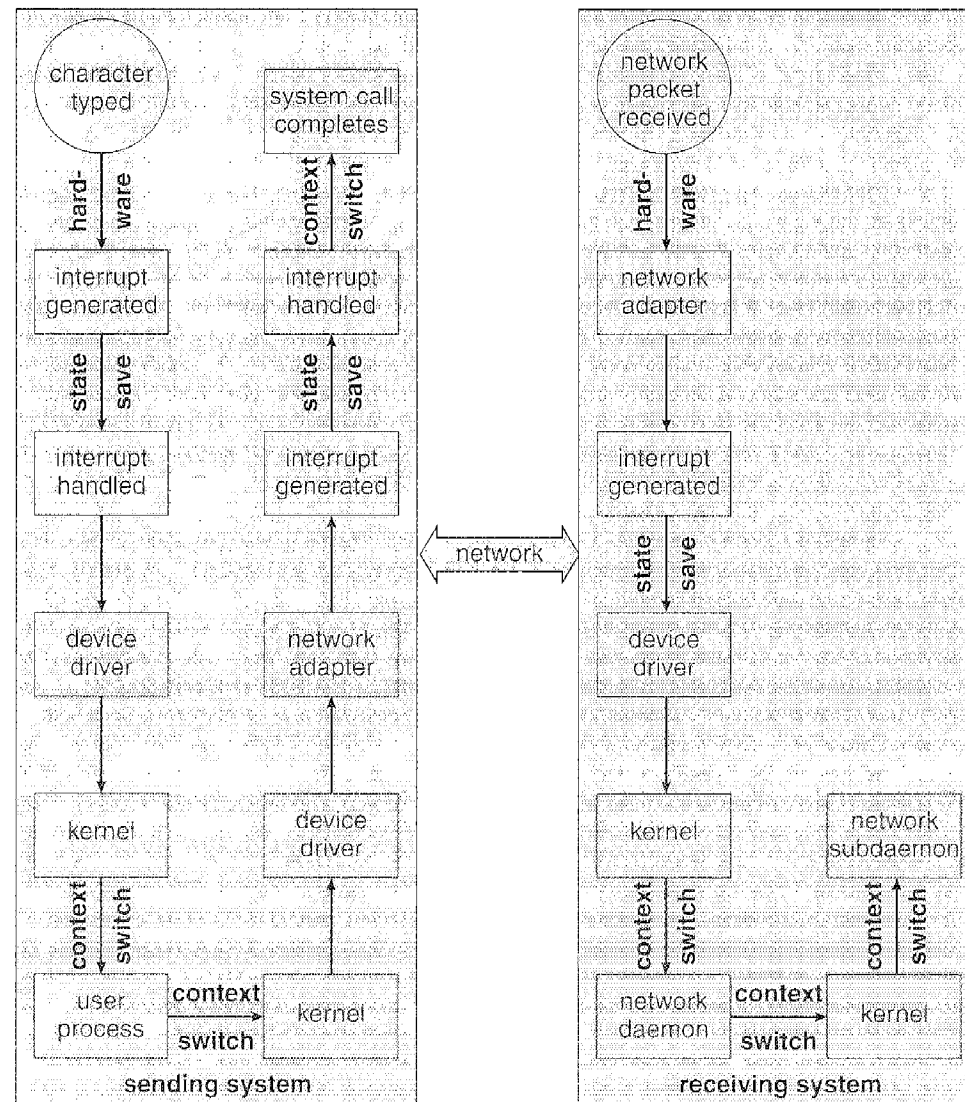 character
typed
hard-
ware
interrupt
generated
state
save
interrupt
handled
device
driver
kernel
context
switch
user
process
context
switch
kernel
device
driver
network
adapter
interrupt
generated
state
save
interrupt
handled
context
switch
system call
completes
sending system
network
network
packet
received
hard-
ware
network
adapter
interrupt
generated
state
save
device
driver
kernel
context
switch
network
daemon
context
switch
kernel
context
switch
network
subdaemon
receiving system